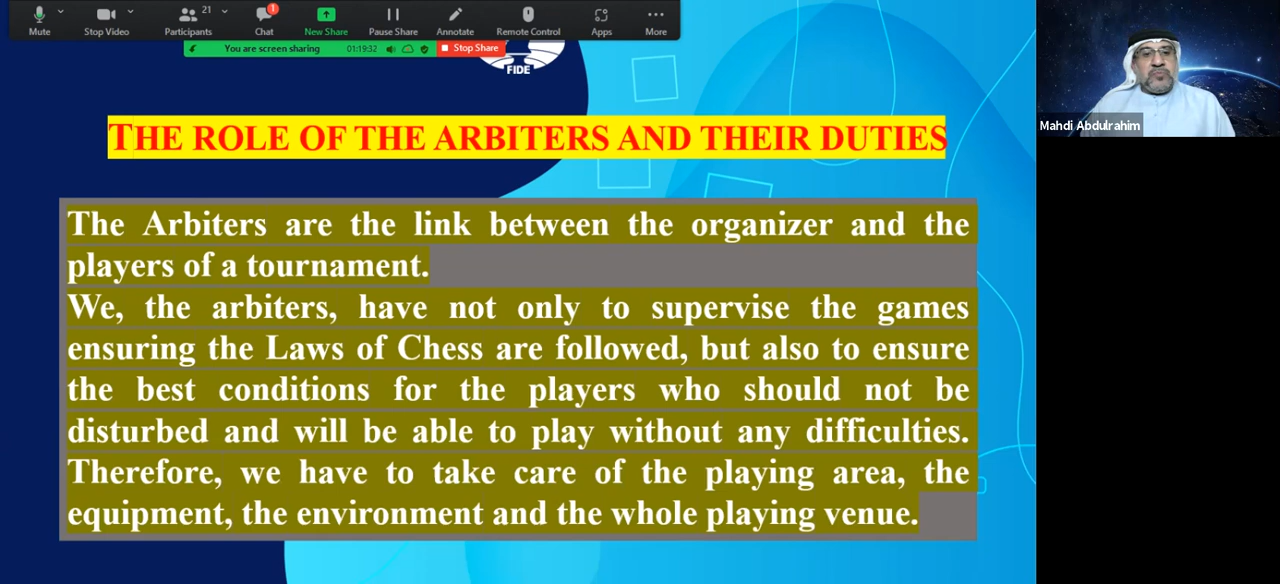 21
1
Mute
Stop Video
Participants
Chat
New Share
Pause Share
Annotate
Remote Control
Apps
More
You are screen sharing
01:19:32
Stop Share
FIDE
THE ROLE OF THE ARBITERS AND THEIR DUTIES
Mahdi Abdulrahim
The Arbiters are the link between the organizer and the
players of a tournament.
We, the arbiters, have not only to supervise the games
ensuring the Laws of Chess are followed, but also to ensure
the best conditions for the players who should not be
disturbed and will be able to play without any difficulties.
Therefore, we have to take care of the playing area, the
equipment, the environment and the whole playing venue.